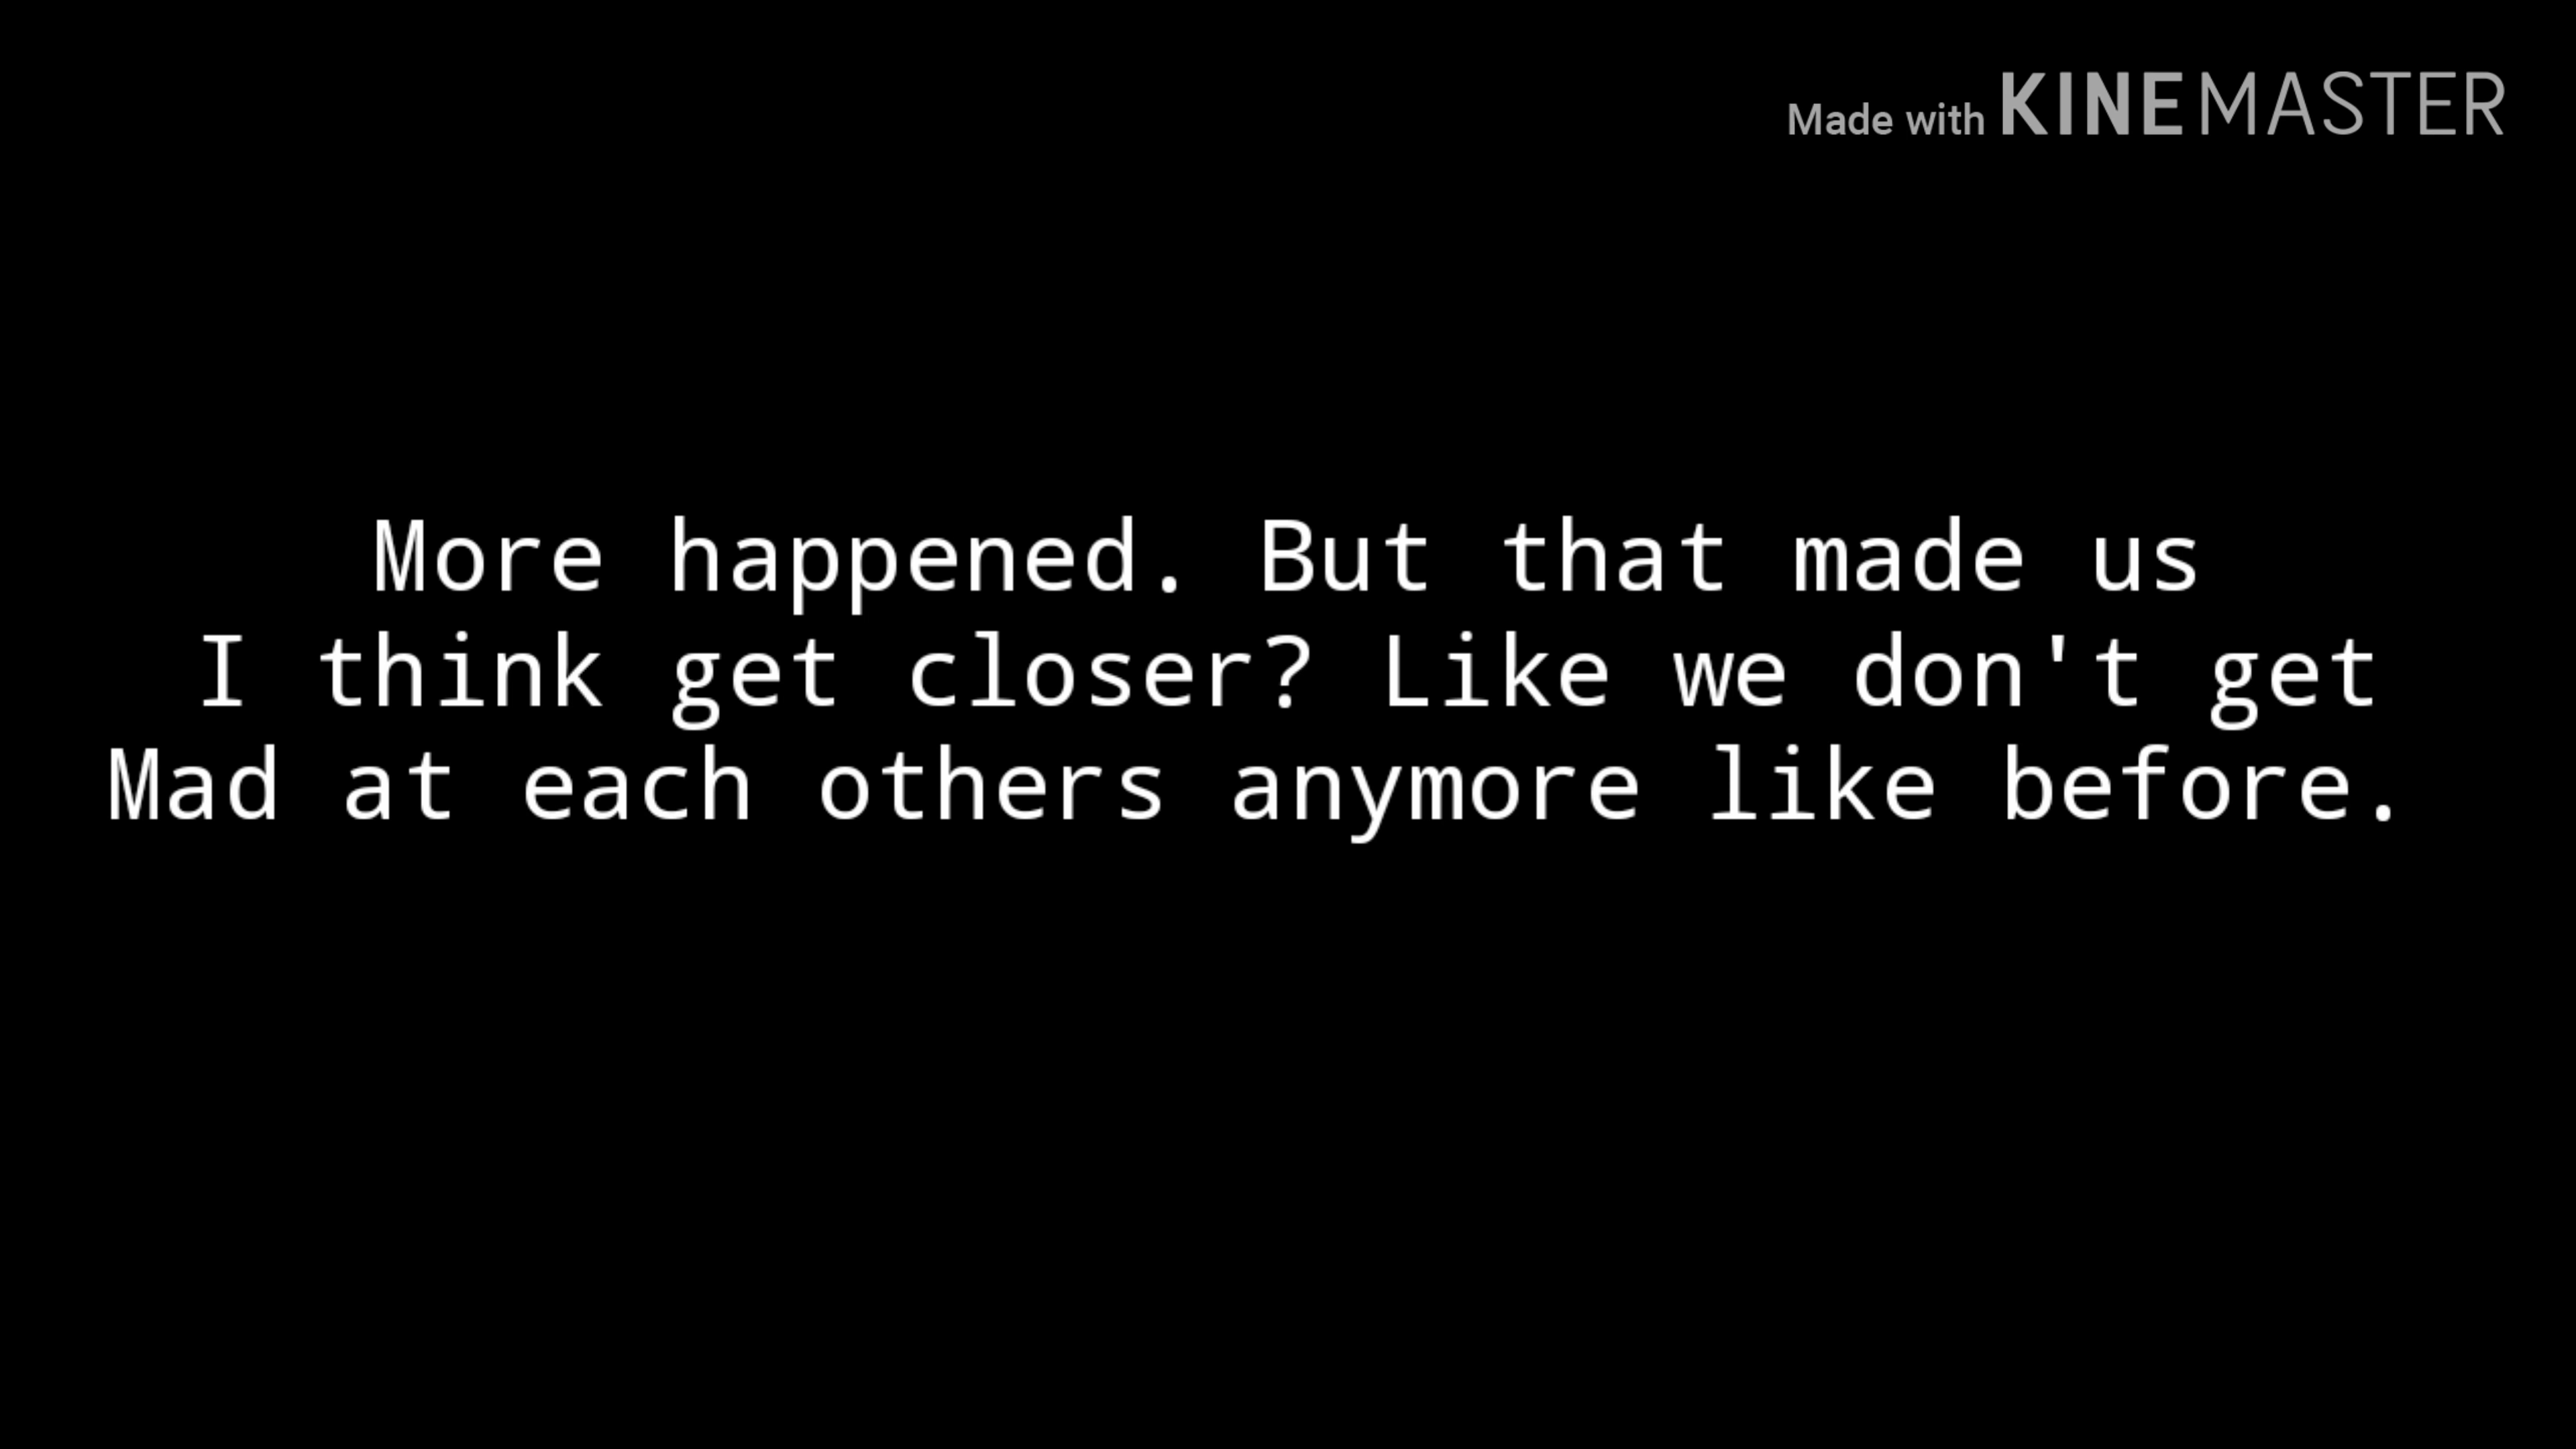 Made with KINEMASTER
More happened. But that made us
I think get closer? Like we don't get
Mad at each others anymore like before.